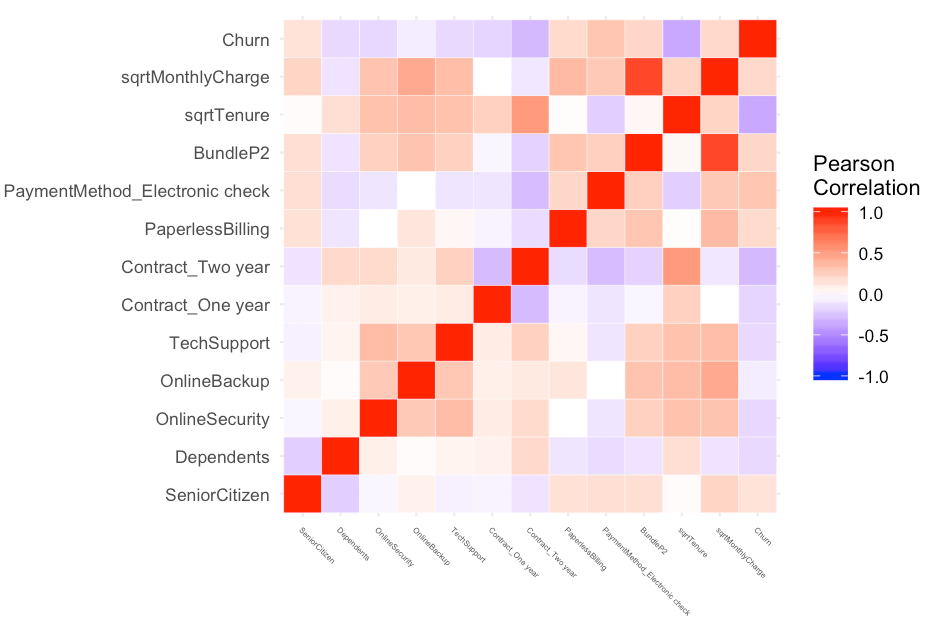 Churn
sqrtMonthlyCharge
sqrtTenure
BundleP2
PaymentMethod_Electronic check
PaperlessBilling
Contract_Two year
Contract_One year
TechSupport
OnlineBackup
OnlineSecurity
Dependents
SeniorCitizen
SeniorCitizen
Dependents
OnlineSecurity
OnlineBackup
TechSupport
Contract_One year
Contract_Two year
PaperlessBilling
PaymentMethod_Electronic check
BundleP2
sqrtTenure
sqrtMonthlyCharge
Churn
Pearson
Correlation
1.0
0.5
0.0
-0.5
-1.0